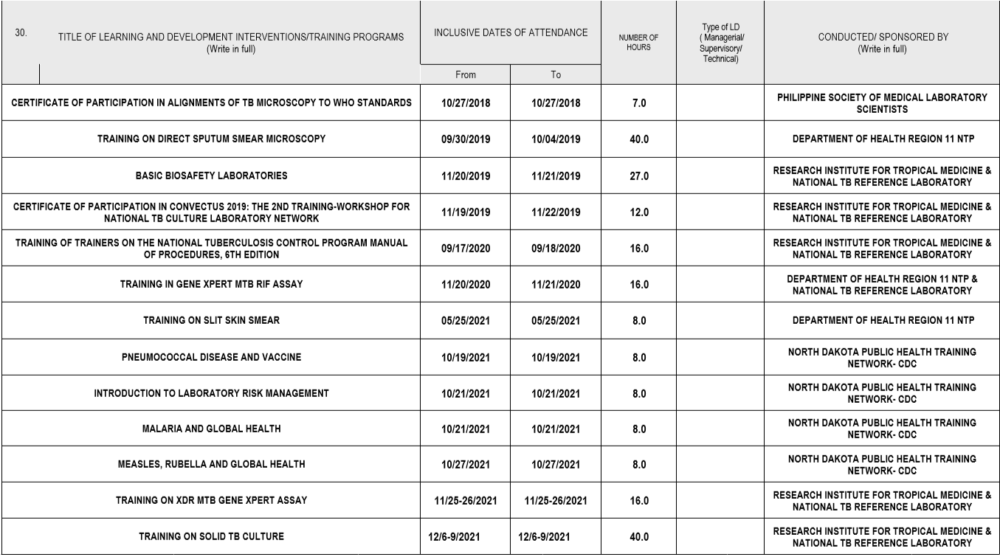 30.
TITLE OF LEARNING AND DEVELOPMENT INTERVENTIONS/TRAINING PROGRAMS
(Write in full)
INCLUSIVE DATES OF ATTENDANCE
From
To
NUMBER OF
HOURS
Type of LD
( Managerial/
Supervisory/
Technical)
CONDUCTED/ SPONSORED BY
(Write in full)
CERTIFICATE OF PARTICIPATION IN ALIGNMENTS OF TB MICROSCOPY TO WHO STANDARDS
10/27/2018
10/27/2018
7.0
PHILIPPINE SOCIETY OF MEDICAL LABORATORY
SCIENTISTS
TRAINING ON DIRECT SPUTUM SMEAR MICROSCOPY
09/30/2019
10/04/2019
40.0
DEPARTMENT OF HEALTH REGION 11 NTP
BASIC BIOSAFETY LABORATORIES
11/20/2019
11/21/2019
27.0
RESEARCH INSTITUTE FOR TROPICAL MEDICINE &
NATIONAL TB REFERENCE LABORATORY
CERTIFICATE OF PARTICIPATION IN CONVECTUS 2019: THE 2ND TRAINING-WORKSHOP FOR
NATIONAL TB CULTURE LABORATORY NETWORK
11/19/2019
11/22/2019
12.0
RESEARCH INSTITUTE FOR TROPICAL MEDICINE &
NATIONAL TB REFERENCE LABORATORY
TRAINING OF TRAINERS ON THE NATIONAL TUBERCULOSIS CONTROL PROGRAM MANUAL
OF PROCEDURES, 6TH EDITION
09/17/2020
09/18/2020
16.0
RESEARCH INSTITUTE FOR TROPICAL MEDICINE &
NATIONAL TB REFERENCE LABORATORY
TRAINING IN GENE XPERT MTB RIF ASSAY
11/20/2020
11/21/2020
16.0
DEPARTMENT OF HEALTH REGION 11 NTP &
NATIONAL TB REFERENCE LABORATORY
TRAINING ON SLIT SKIN SMEAR
05/25/2021
05/25/2021
8.0
DEPARTMENT OF HEALTH REGION 11 NTP
PNEUMOCOCCAL DISEASE AND VACCINE
10/19/2021
10/19/2021
8.0
NORTH DAKOTA PUBLIC HEALTH TRAINING
NETWORK- CDC
INTRODUCTION TO LABORATORY RISK MANAGEMENT
10/21/2021
10/21/2021
8.0
NORTH DAKOTA PUBLIC HEALTH TRAINING
NETWORK- CDC
MALARIA AND GLOBAL HEALTH
10/21/2021
10/21/2021
8.0
NORTH DAKOTA PUBLIC HEALTH TRAINING
NETWORK- CDC
MEASLES, RUBELLA AND GLOBAL HEALTH
10/27/2021
10/27/2021
8.0
NORTH DAKOTA PUBLIC HEALTH TRAINING
NETWORK- CDC
TRAINING ON XDR MTB GENE XPERT ASSAY
11/25-26/2021
11/25-26/2021
16.0
RESEARCH INSTITUTE FOR TROPICAL MEDICINE &
NATIONAL TB REFERENCE LABORATORY
TRAINING ON SOLID TB CULTURE
12/6-9/2021
12/6-9/2021
40.0
RESEARCH INSTITUTE FOR TROPICAL MEDICINE &
NATIONAL TB REFERENCE LABORATORY